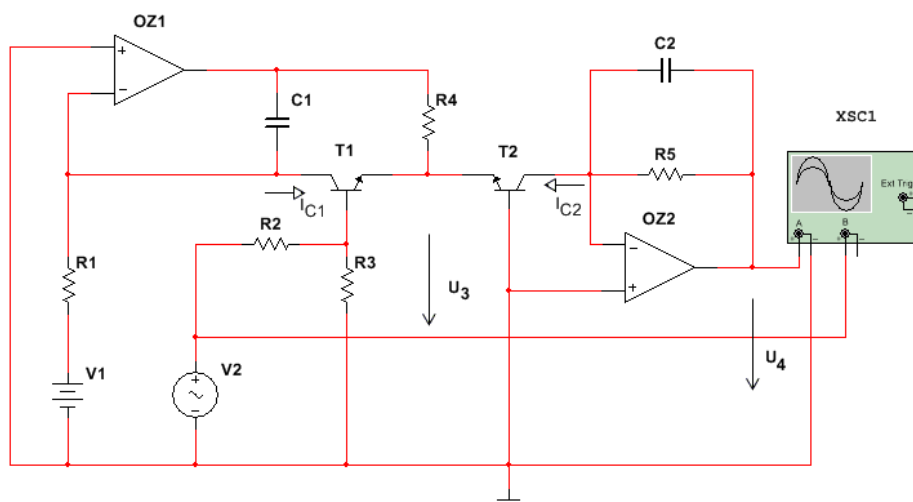 OZ1
C2
XSC1
C1
R4
T1
T2
R5
Ext Trig
+
−
A
B
+
−
+
−
IC1
IC2
R2
OZ2
−
+
R3
U3
R1
U4
V1
V2
+
−
+
−